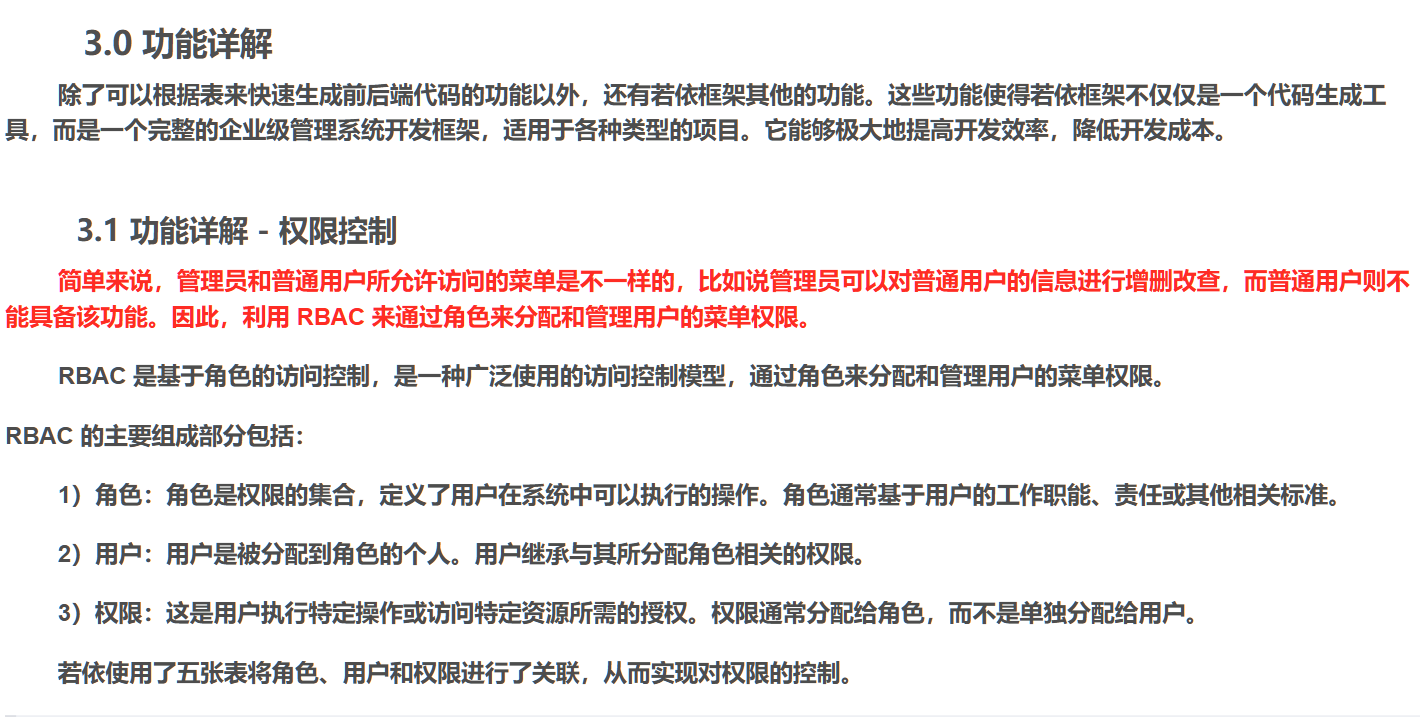 3.0 功能详解
除了可以根据表来快速生成前后端代码的功能以外，还有若依框架其他的功能。这些功能使得若依框架不仅仅是一个代码生成工
具，而是一个完整的企业级管理系统开发框架，适用于各种类型的项目。它能够极大地提高开发效率，降低开发成本。
3.1 功能详解 - 权限控制
简单来说，管理员和普通用户所允许访问的菜单是不一样的，比如说管理员可以对普通用户的信息进行增删改查，而普通用户则不
能具备该功能。因此，利用 RBAC 来通过角色来分配和管理用户的菜单权限。
RBAC 是基于角色的访问控制，是一种广泛使用的访问控制模型，通过角色来分配和管理用户的菜单权限。
RBAC 的主要组成部分包括：
1）角色：角色是权限的集合，定义了用户在系统中可以执行的操作。角色通常基于用户的工作职能、责任或其他相关标准。
2）用户：用户是被分配到角色的个人。用户继承与其所分配角色相关的权限。
3）权限：这是用户执行特定操作或访问特定资源所需的授权。权限通常分配给角色，而不是单独分配给用户。
若依使用了五张表将角色、用户和权限进行了关联，从而实现对权限的控制。